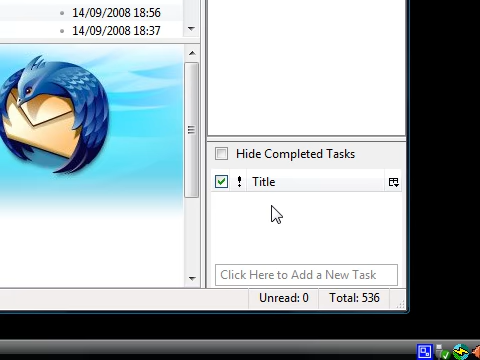 14/09/2008 18:56
14/09/2008 18:37
Hide Completed Tasks
! Title
Click Here to Add a New Task
Unread: 0 Total: 536